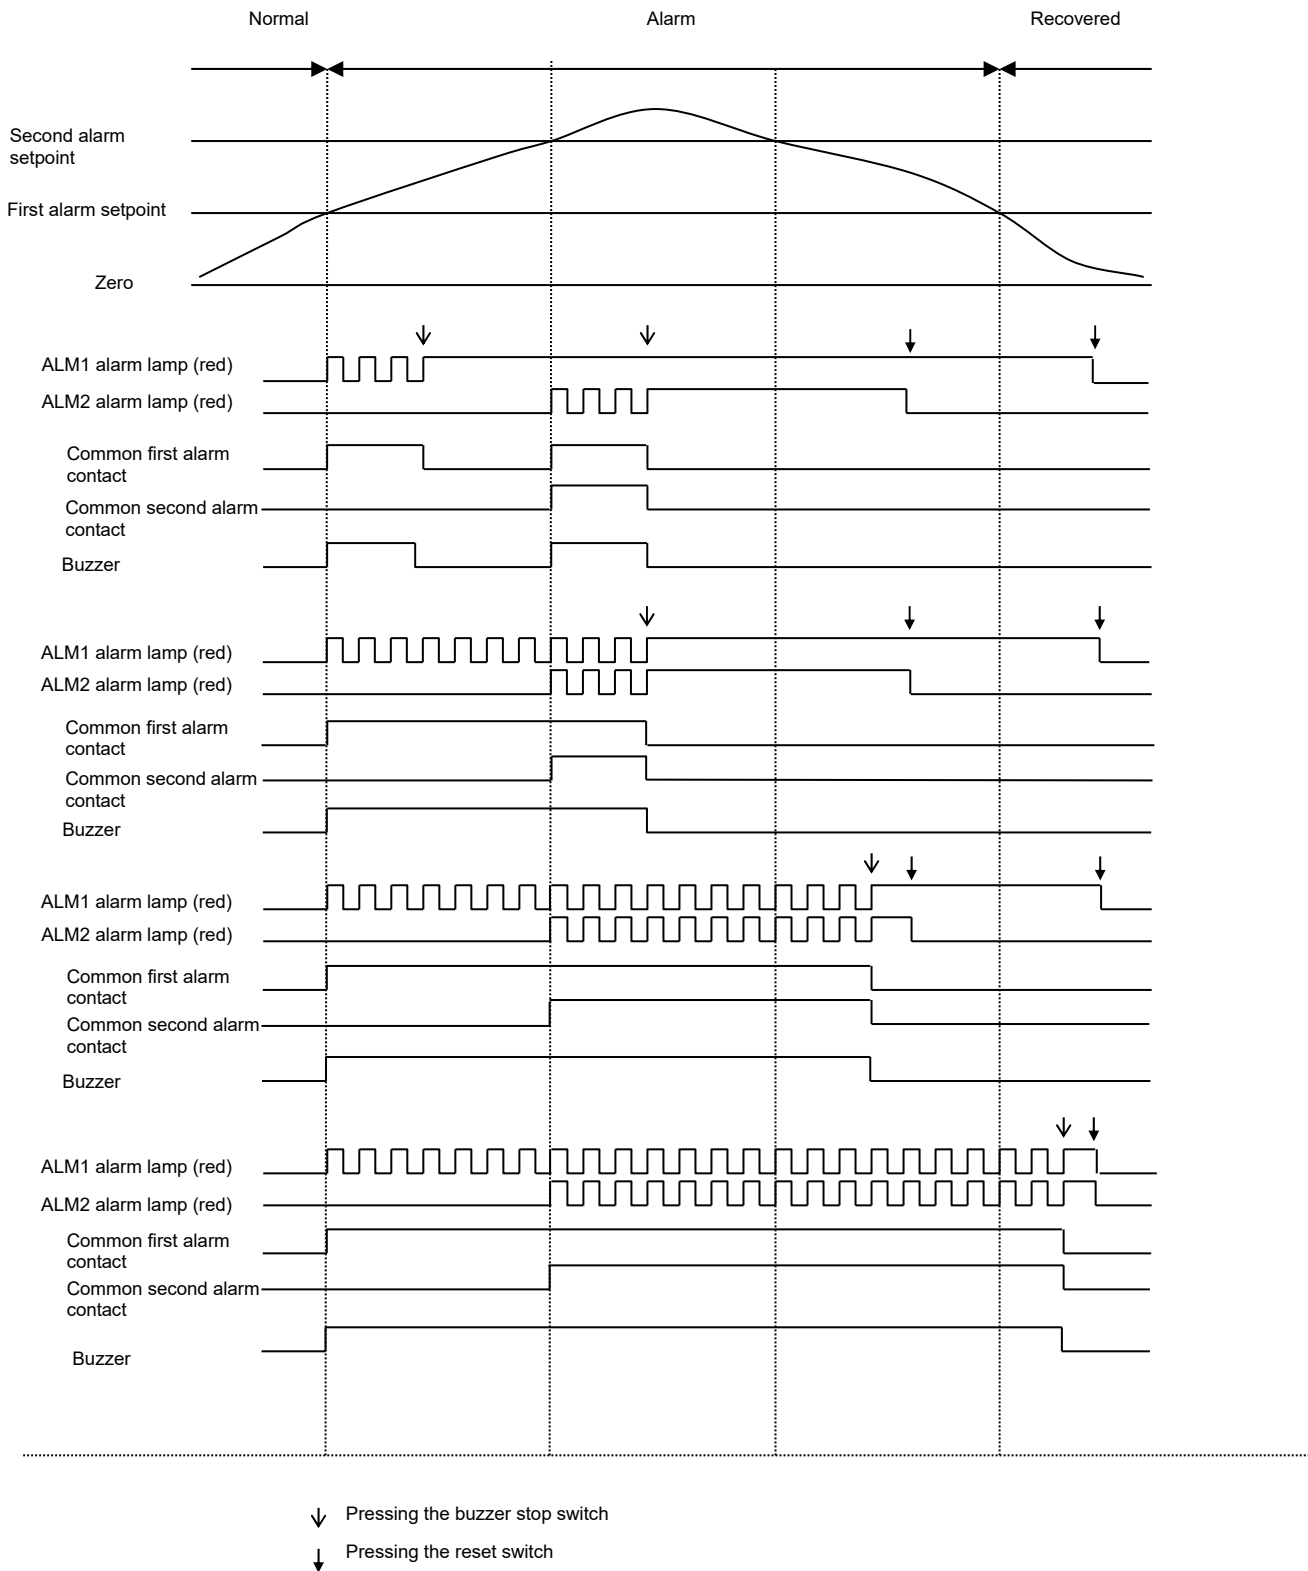 Normal
Alarm
Recovered
Second alarm
setpoint
First alarm setpoint
Zero
ALM1 alarm lamp (red)
ALM2 alarm lamp (red)
Common first alarm
contact
Common second alarm
contact
Buzzer
ALM1 alarm lamp (red)
ALM2 alarm lamp (red)
Common first alarm
contact
Common second alarm
contact
Buzzer
ALM1 alarm lamp (red)
ALM2 alarm lamp (red)
Common first alarm
contact
Common second alarm
contact
Buzzer
ALM1 alarm lamp (red)
ALM2 alarm lamp (red)
Common first alarm
contact
Common second alarm
contact
Buzzer
Pressing the buzzer stop switch
Pressing the reset switch